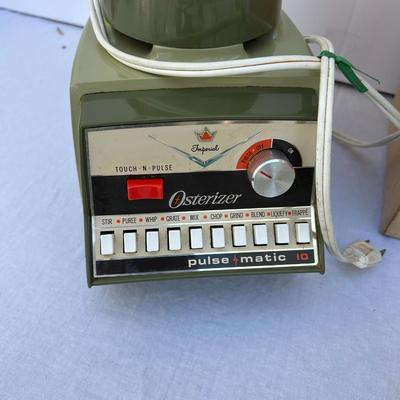 Imperial
TOUCH-N-PULSE
PULSE OFF ON
Osterizer
STIR PUREE WHIP GRATE MIX CHOP GRIND BLEND LIQUEFY FRAPPE
pulse matic 10